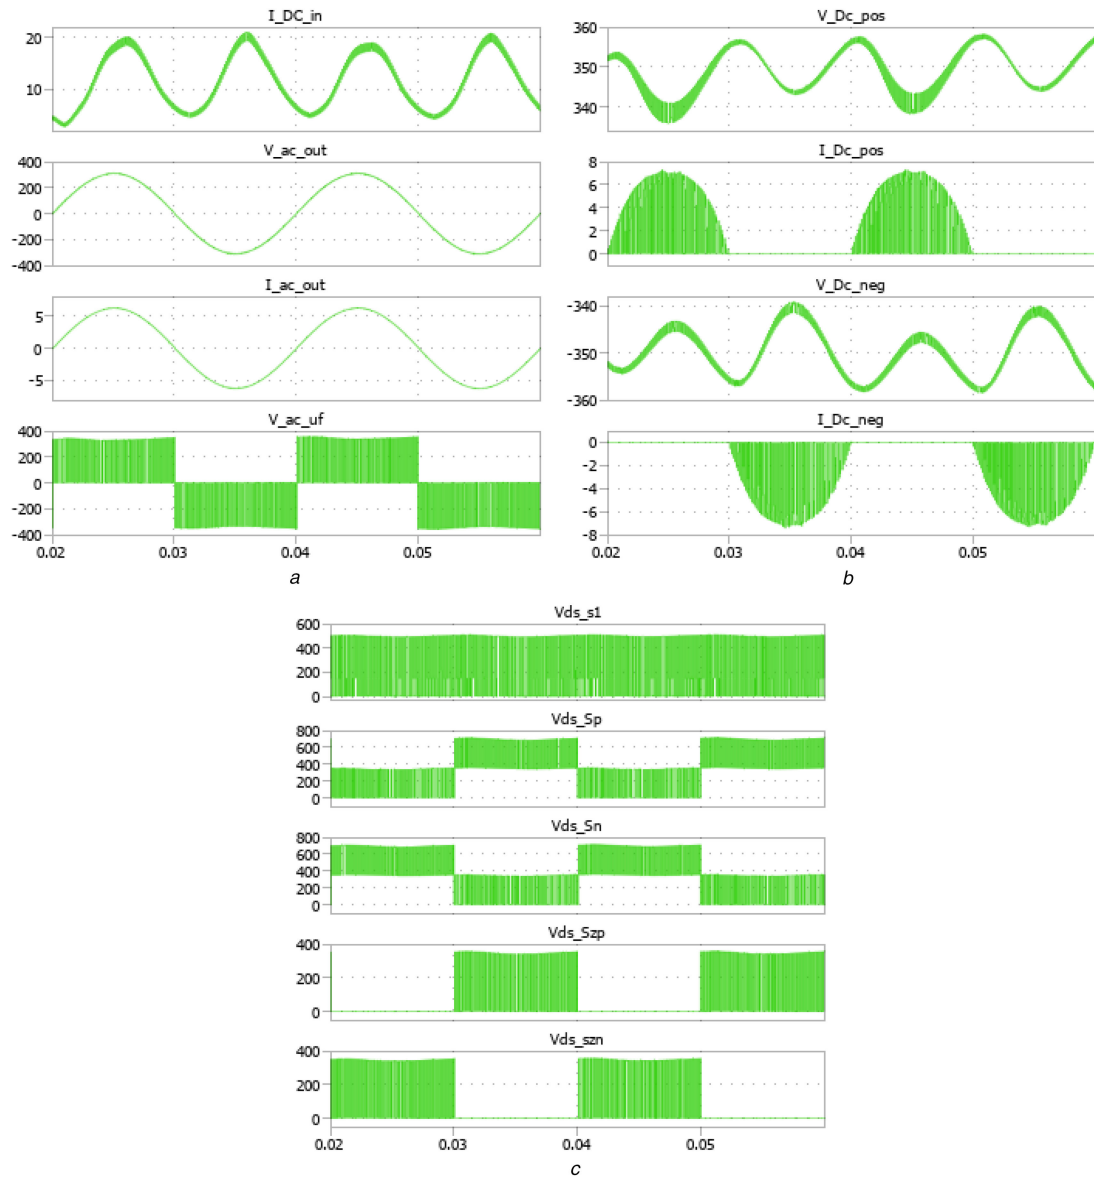 I_DC_in
20
10
V_ac_out
400
200
0
-200
-400
I_ac_out
5
0
-5
V_ac_uf
400
200
0
-200
-400
0.02 0.03 0.04 0.05
a
V_Dc_pos
360
350
340
I_Dc_pos
8
6
4
2
0
V_Dc_neg
-340
-350
-360
I_Dc_neg
0
-2
-4
-6
-8
0.02 0.03 0.04 0.05
b
Vds_s1
600
400
200
0
Vds_Sp
800
600
400
200
0
Vds_Sn
800
600
400
200
0
Vds_Szp
400
200
0
Vds_szn
400
200
0
0.02 0.03 0.04 0.05
c